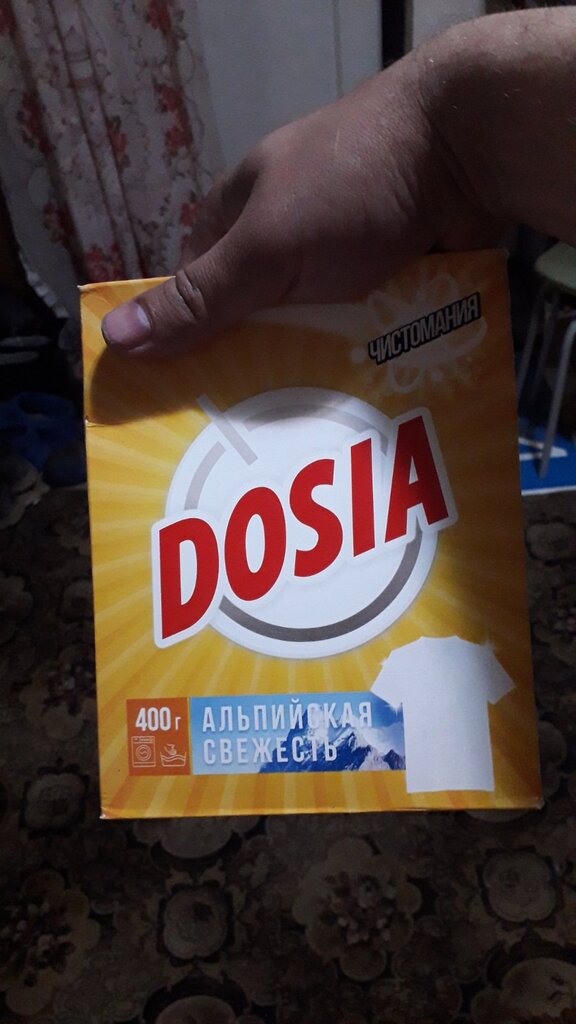 ЧИСТОМАНИЯ
DOSIA
400 г
АЛЬПИЙСКАЯ
СВЕЖЕСТЬ